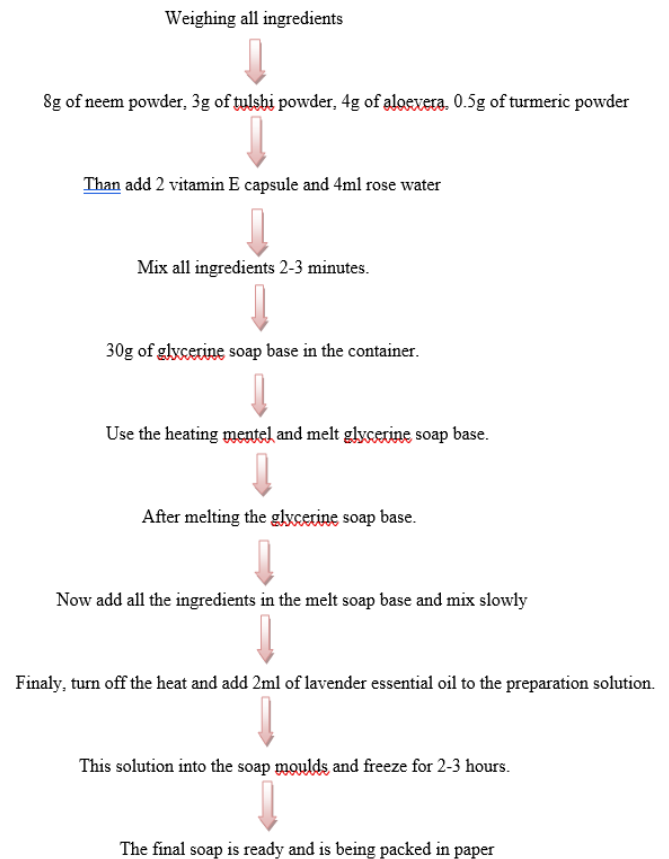 Weighing all ingredients
8g of neem powder, 3g of tulshi powder, 4g of aloevera, 0.5g of turmeric powder
Than add 2 vitamin E capsule and 4ml rose water
Mix all ingredients 2-3 minutes.
30g of glycerine soap base in the container.
Use the heating mentel and melt glycerine soap base.
After melting the glycerine soap base.
Now add all the ingredients in the melt soap base and mix slowly
Finaly, turn off the heat and add 2ml of lavender essential oil to the preparation solution.
This solution into the soap moulds and freeze for 2-3 hours.
The final soap is ready and is being packed in paper